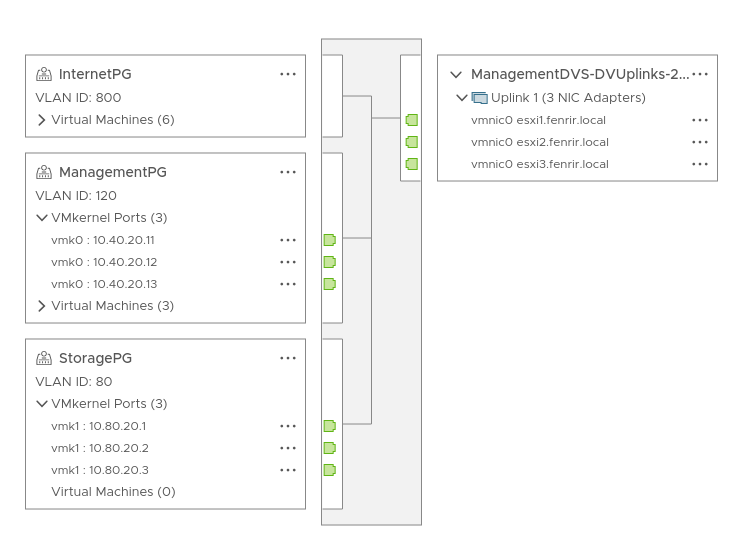 InternetPG
VLAN ID: 800
Virtual Machines (6)
ManagementPG
VLAN ID: 120
VMkernel Ports (3)
vmk0 : 10.40.20.11
vmk0 : 10.40.20.12
vmk0 : 10.40.20.13
Virtual Machines (3)
StoragePG
VLAN ID: 80
VMkernel Ports (3)
vmk1 : 10.80.20.1
vmk1 : 10.80.20.2
vmk1 : 10.80.20.3
Virtual Machines (0)
ManagementDVS-DVUplinks-2...
Uplink 1 (3 NIC Adapters)
vmnic0 esxi1.fenrir.local
vmnic0 esxi2.fenrir.local
vmnic0 esxi3.fenrir.local